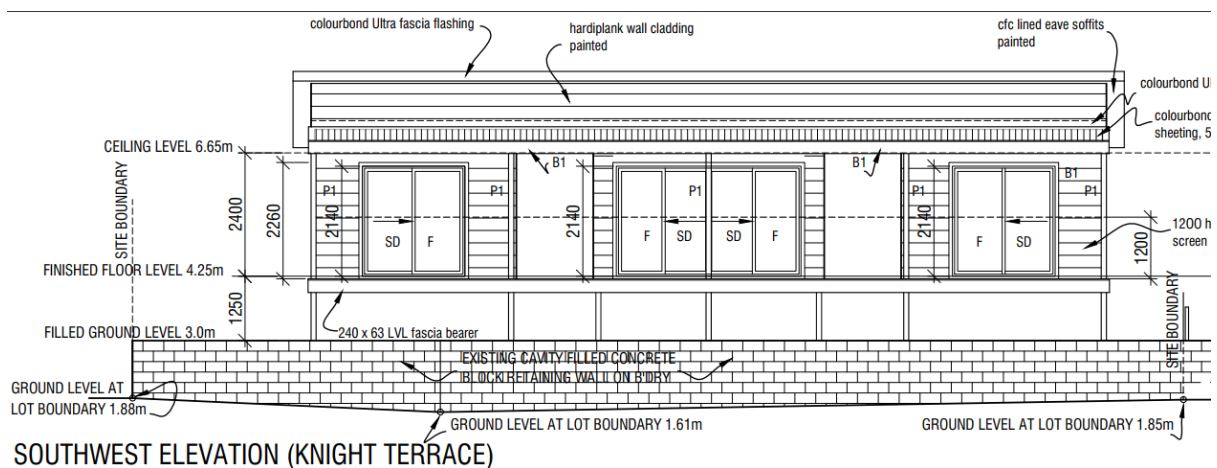 colourbond Ultra fascia flashing
hardiplank wall cladding
painted
cfc lined eave soffits
painted
colourbond Ul
colourbond
sheeting, 5
CEILING LEVEL 6.65m
B1
B1
SITE BOUNDARY
2400
2260
2140
P1
P1
2140
P1
P1
2140
B1
P1
SD
F
F
SD
SD
F
F
SD
1200
1200 h
screen
FINISHED FLOOR LEVEL 4.25m
1250
SITE BOUNDARY
FILLED GROUND LEVEL 3.0m
240 x 63 LVL fascia bearer
EXISTING CAVITY FILLED CONCRETE
BLOCK RETAINING WALL ON B'DRY
GROUND LEVEL AT
LOT BOUNDARY 1.88m
GROUND LEVEL AT LOT BOUNDARY 1.61m
GROUND LEVEL AT LOT BOUNDARY 1.85m
SOUTHWEST ELEVATION (KNIGHT TERRACE)